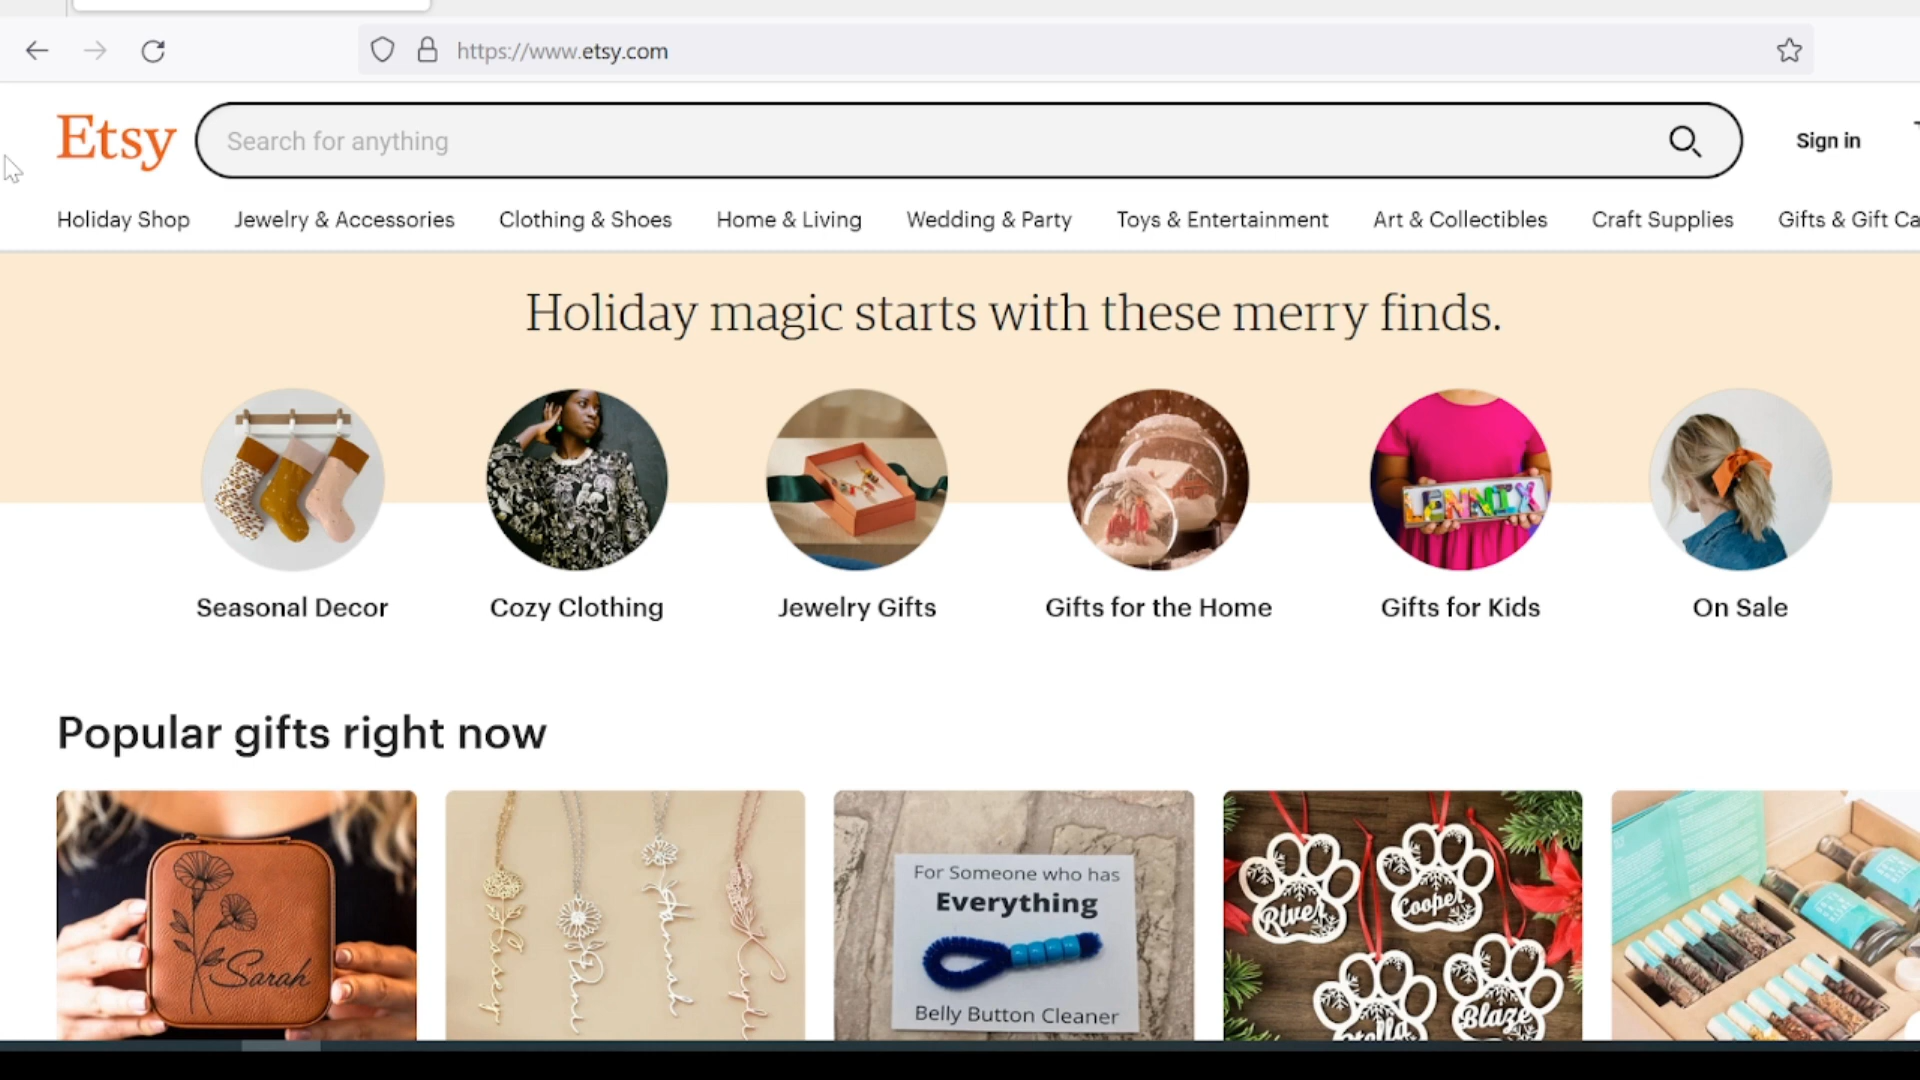 https://www.etsy.com
Etsy
Search for anything
Sign in
Holiday Shop
Jewelry & Accessories
Clothing & Shoes
Home & Living
Wedding & Party
Toys & Entertainment
Art & Collectibles
Craft Supplies
Gifts & Gift Ca
Holiday magic starts with these merry finds.
LENNIX
Seasonal Decor
Cozy Clothing
Jewelry Gifts
Gifts for the Home
Gifts for Kids
On Sale
Popular gifts right now
Sarah
Hannah
For Someone who has
Everything
Belly Button Cleaner
River
Cooper
Stella
Blaze